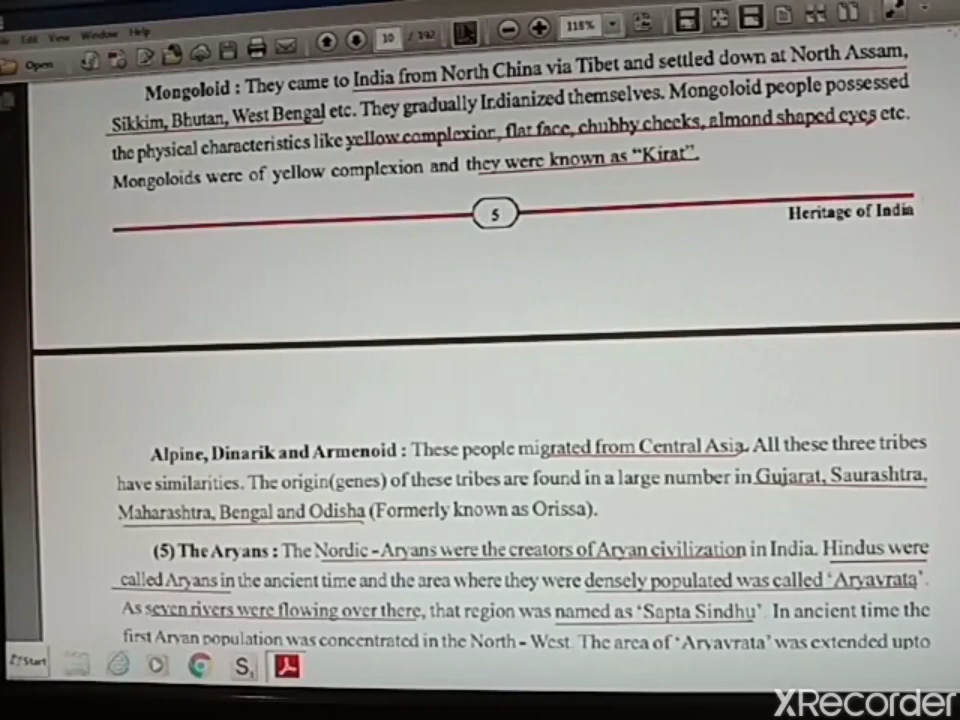 Edit View Window Help
Open
10 / 192
118%
Mongoloid : They came to India from North China via Tibet and settled down at North Assam,
Sikkim, Bhutan, West Bengal etc. They gradually Indianized themselves. Mongoloid people possessed
the physical characteristics like yellow complexion, flat face, chubby cheeks, almond shaped eyes etc.
Mongoloids were of yellow complexion and they were known as “Kirat”.
5
Heritage of India
Alpine, Dinarik and Armenoid : These people migrated from Central Asia. All these three tribes
have similarities. The origin(genes) of these tribes are found in a large number in Gujarat, Saurashtra,
Maharashtra, Bengal and Odisha (Formerly known as Orissa).
(5) The Aryans : The Nordic - Aryans were the creators of Aryan civilization in India. Hindus were
called Aryans in the ancient time and the area where they were densely populated was called ‘Aryavrata’.
As seven rivers were flowing over there, that region was named as ‘Sapta Sindhu’. In ancient time the
first Aryan population was concentrated in the North - West. The area of ‘Aryavrata’ was extended upto
Start
XRecorder